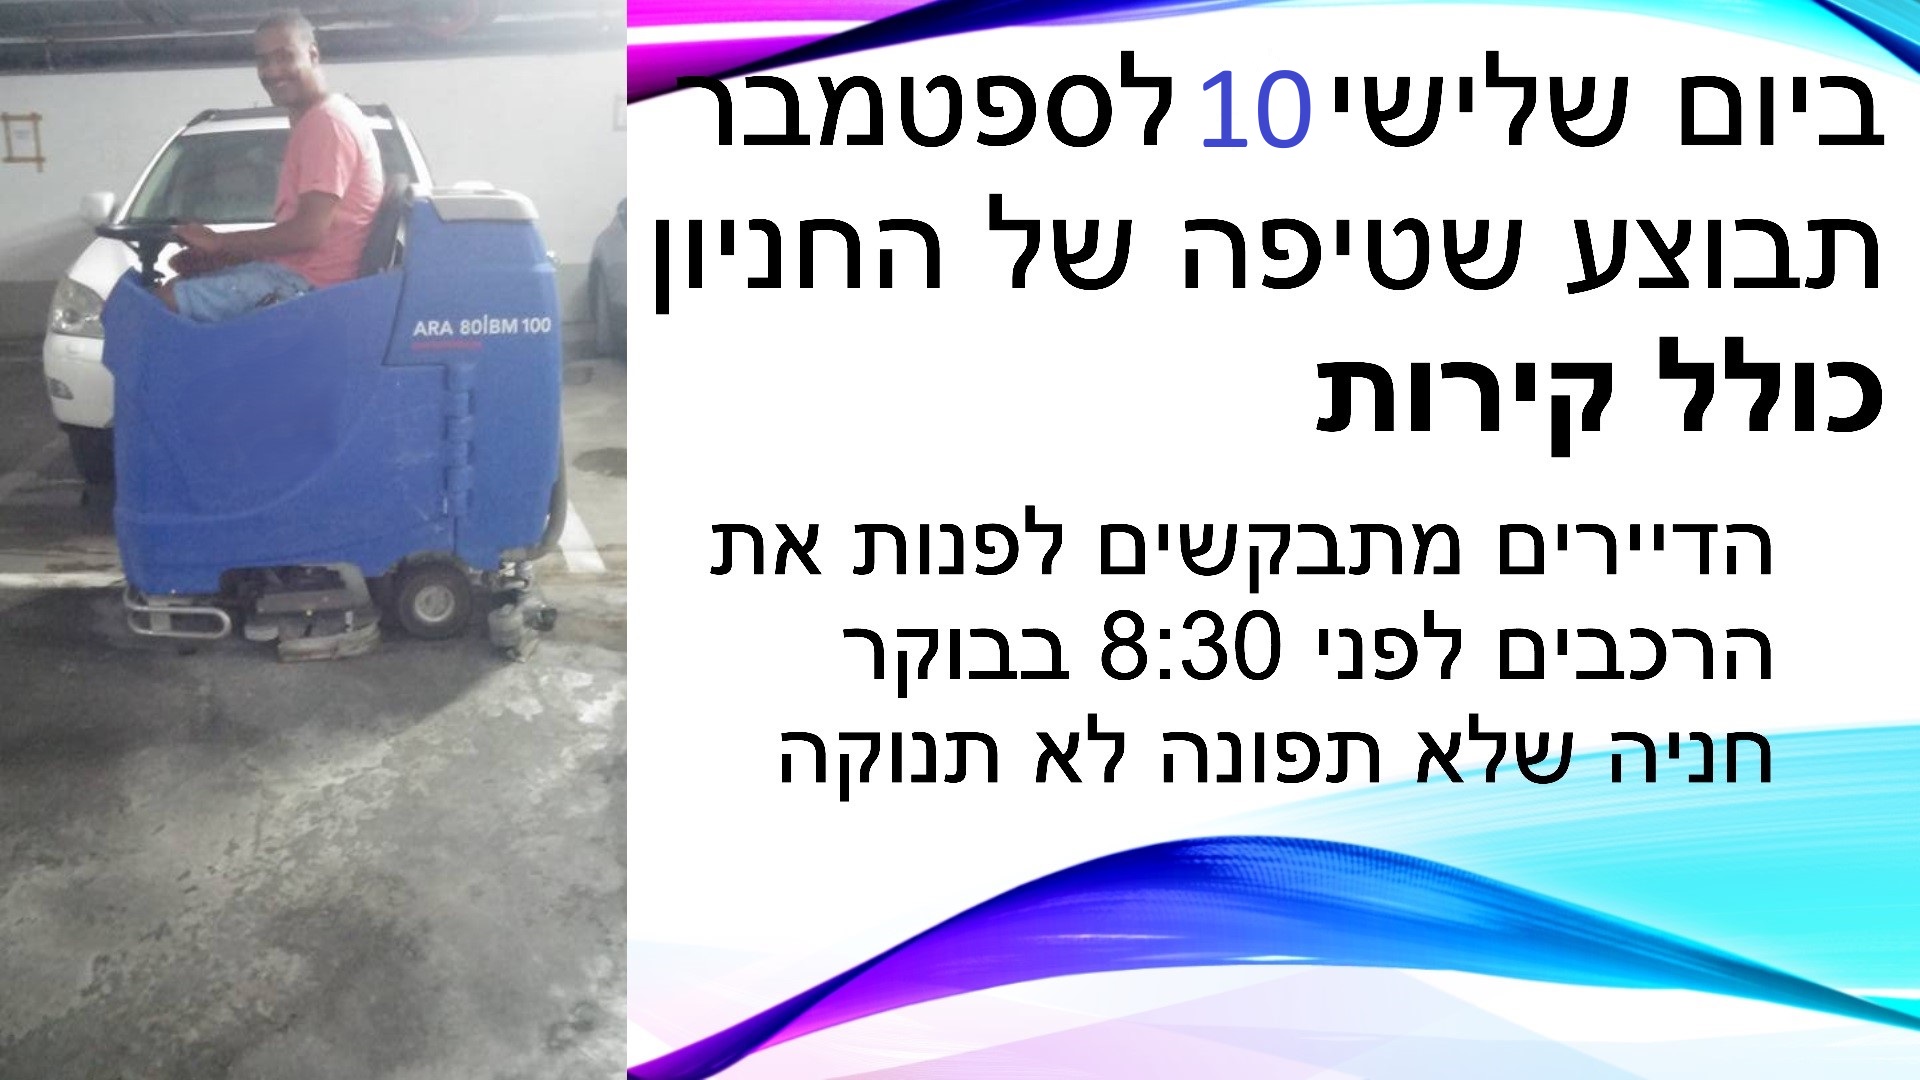 ביום שלישי 10 לספטמבר
תבוצע שטיפה של החניון
כולל קירות
הדיירים מתבקשים לפנות את
הרכבים לפני 8:30 בבוקר
חניה שלא תפונה לא תנוקה
ARA 80|BM 100